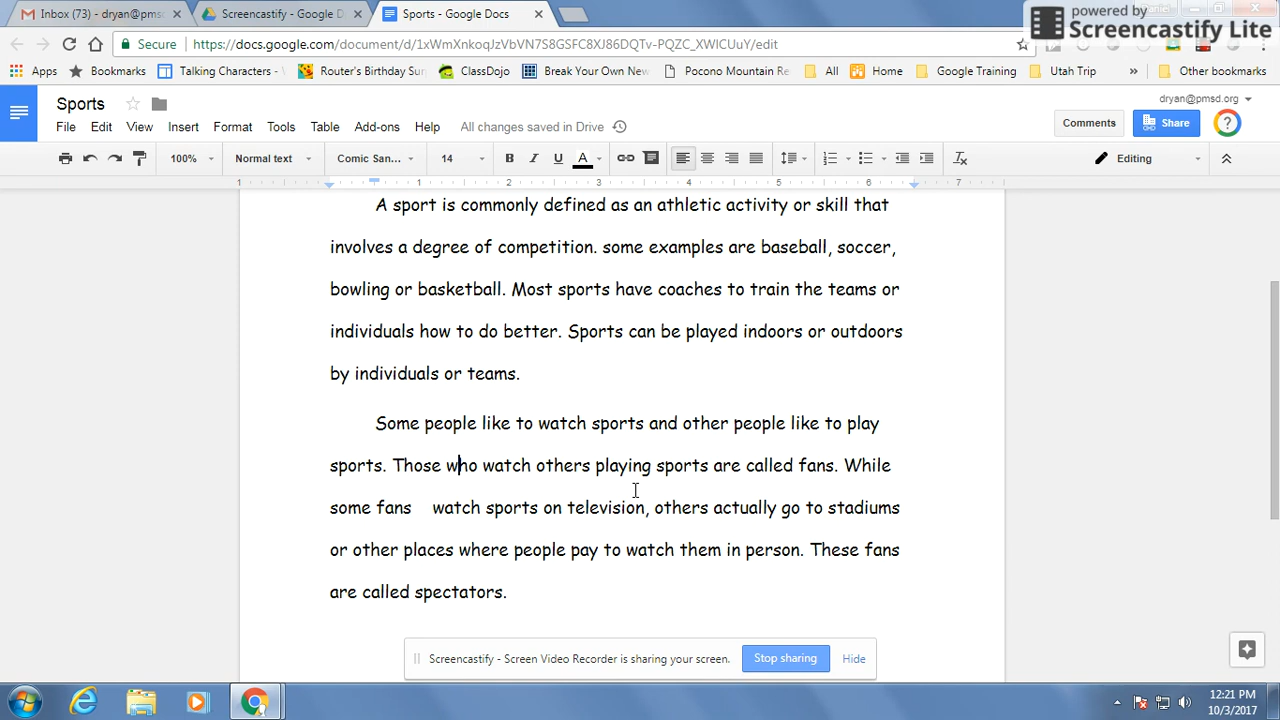 Inbox (73) - dryan@pmsd
Screencastify - Google D
Sports - Google Docs
powered by
Screencastify Lite
Secure
Apps
Bookmarks
Talking Characters -
Router's Birthday Sur
ClassDojo
Break Your Own New
Pocono Mountain Re
All
Home
Google Training
Utah Trip
»
Other bookmarks
Sports
dryan@pmsd.org
File Edit View Insert Format Tools Table Add-ons Help All changes saved in Drive
Comments
Share
?
100% Normal text Comic San... 14 B I U A Editing
1 1 2 3 4 5 6 7
A sport is commonly defined as an athletic activity or skill that
involves a degree of competition. some examples are baseball, soccer,
bowling or basketball. Most sports have coaches to train the teams or
individuals how to do better. Sports can be played indoors or outdoors
by individuals or teams.
Some people like to watch sports and other people like to play
sports. Those who watch others playing sports are called fans. While
some fans watch sports on television, others actually go to stadiums
or other places where people pay to watch them in person. These fans
are called spectators.
Screencastify - Screen Video Recorder is sharing your screen.
Stop sharing
Hide
12:21 PM
10/3/2017